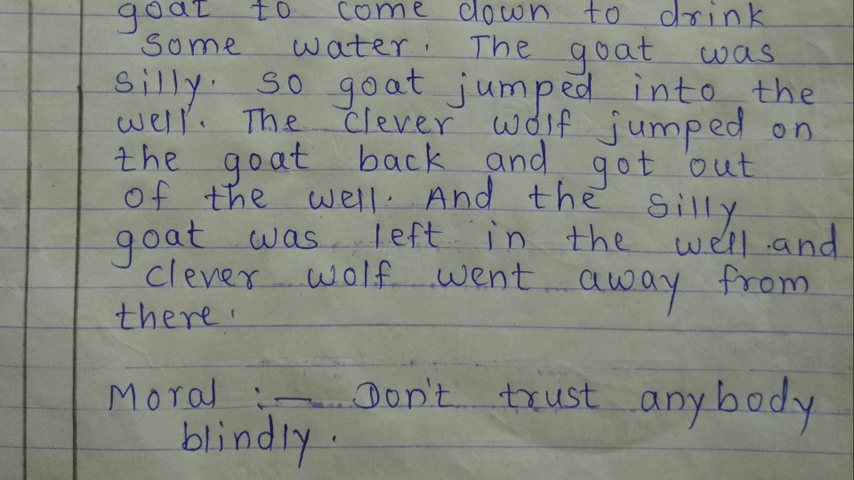 goat to come down to drink
some water. The goat was
silly. So goat jumped into the
well. The clever wolf jumped on
the goat back and got out
of the well. And the silly
goat was left in the well and
clever wolf went away from
there.
Moral :— Don't trust anybody
blindly.